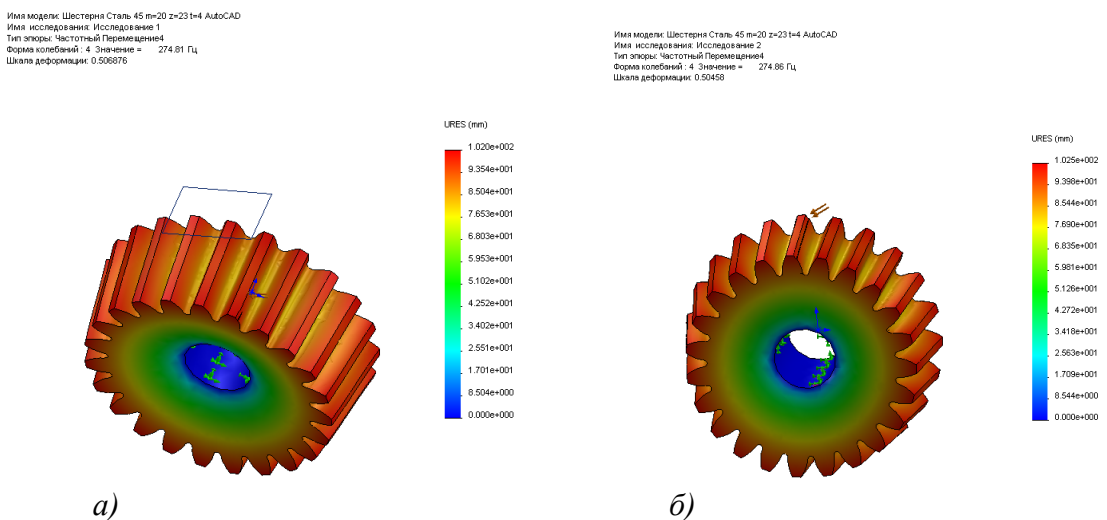 Имя модели: Шестерня Сталь 45 m=20 z=23 t=4 AutoCAD
Имя исследования: Исследование 1
Тип эпюры: Частотный Перемещение4
Форма колебаний : 4 Значение = 274.81 Гц
Шкала деформации: 0.506876
URES (mm)
1.020e+002
9.354e+001
8.504e+001
7.653e+001
6.803e+001
5.953e+001
5.102e+001
4.252e+001
3.402e+001
2.551e+001
1.701e+001
8.504e+000
0.000e+000
а)
Имя модели: Шестерня Сталь 45 m=20 z=23 t=4 AutoCAD
Имя исследования: Исследование 2
Тип эпюры: Частотный Перемещение4
Форма колебаний : 4 Значение = 274.86 Гц
Шкала деформации: 0.50458
URES (mm)
1.025e+002
9.398e+001
8.544e+001
7.690e+001
6.835e+001
5.981e+001
5.126e+001
4.272e+001
3.418e+001
2.563e+001
1.709e+001
8.544e+000
0.000e+000
б)